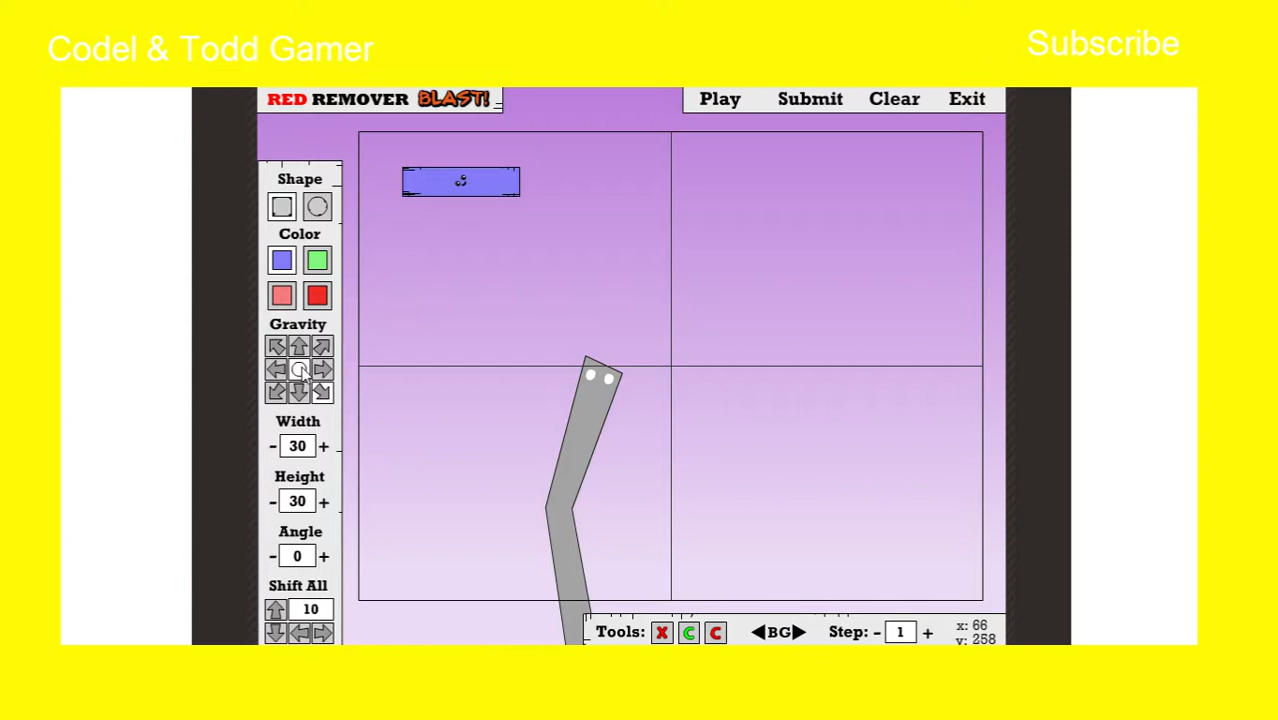 Codel & Todd Gamer
Subscribe
RED REMOVER BLAST!
Play Submit Clear Exit
Shape
Color
Gravity
Width
- 30 +
Height
- 30 +
Angle
- 0 +
Shift All
10
Tools: X C C
BG
Step: - 1 +
x: 66
y: 258